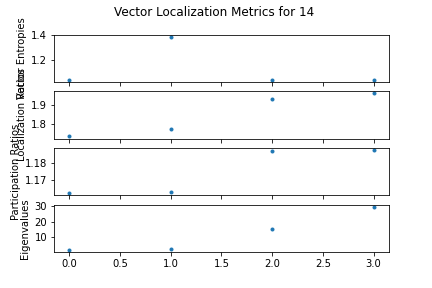 Vector Localization Metrics for 14
Vector Entropies
1.4
1.2
Localization Ratios
1.9
1.8
Participation Ratios
1.18
1.17
Eigenvalues
30
20
10
0.0 0.5 1.0 1.5 2.0 2.5 3.0